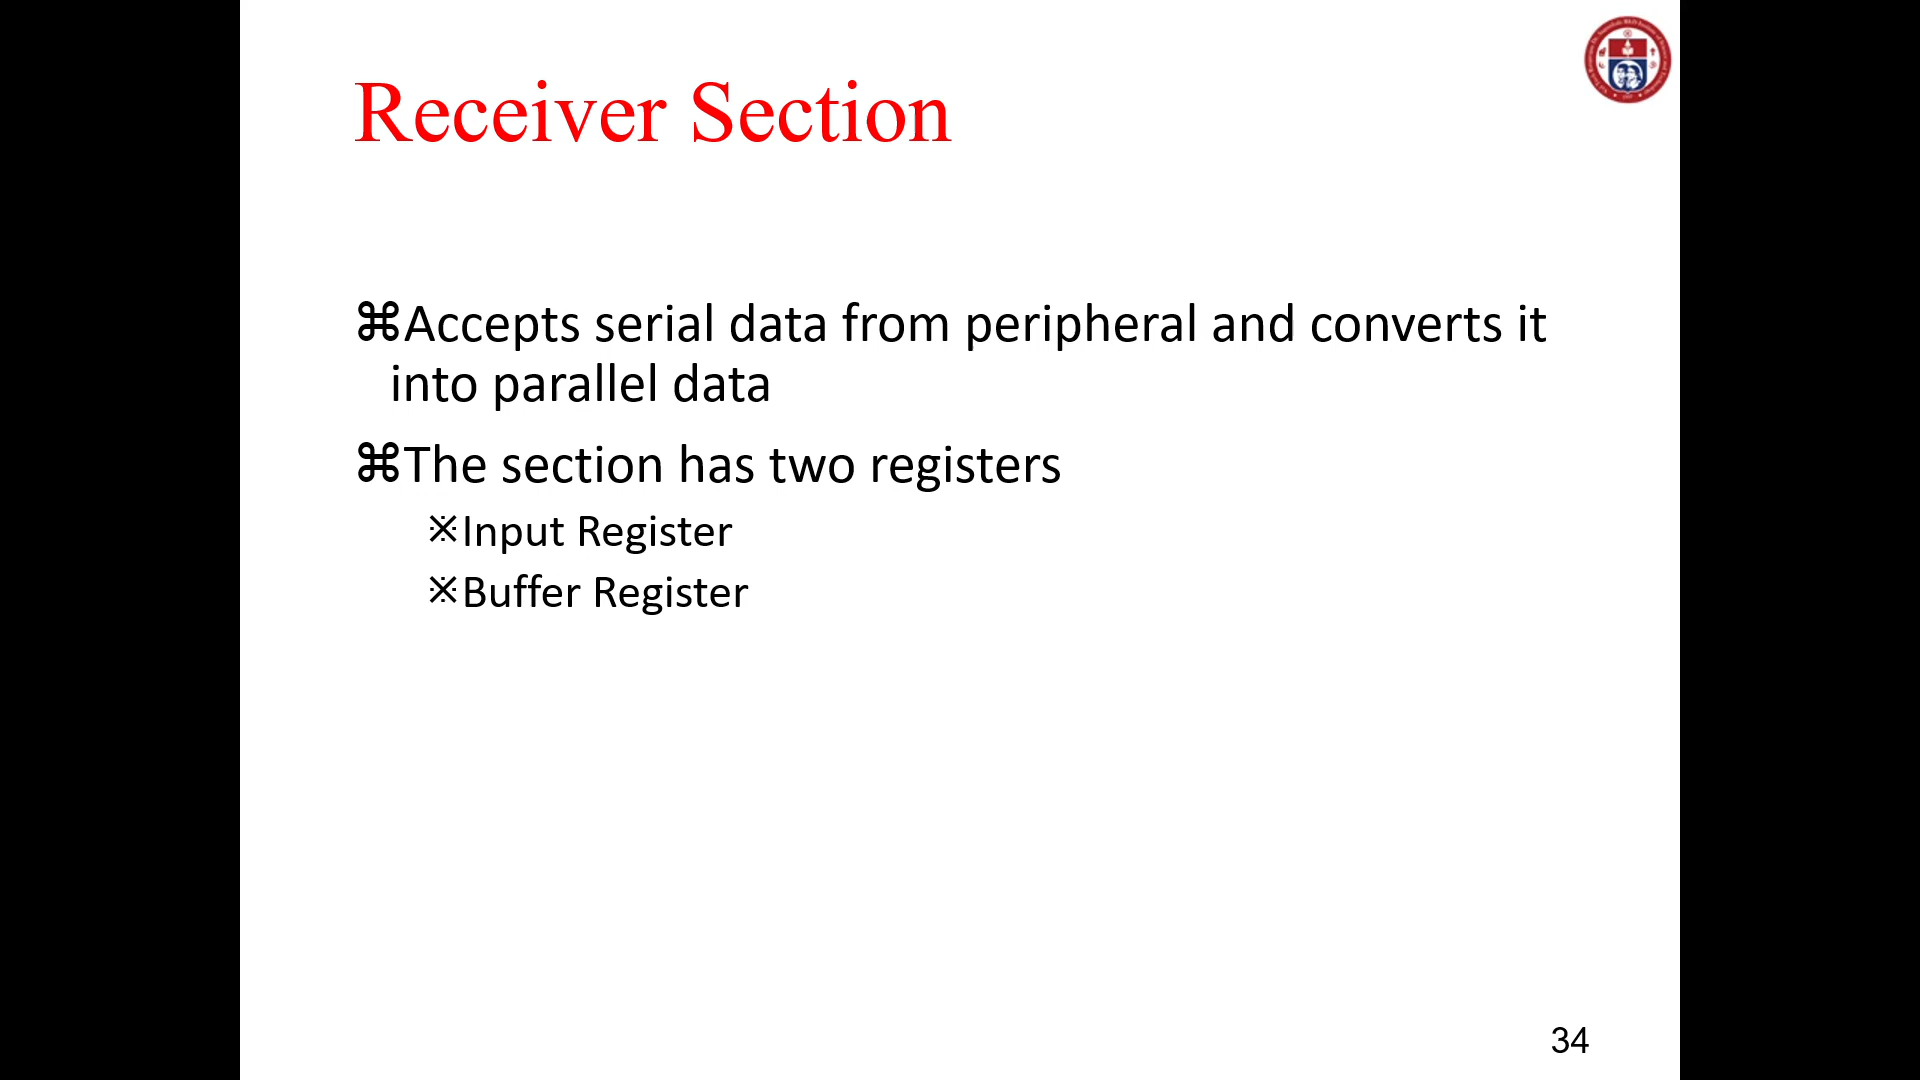 Receiver Section
⌘Accepts serial data from peripheral and converts it
into parallel data
⌘The section has two registers
※Input Register
※Buffer Register
34